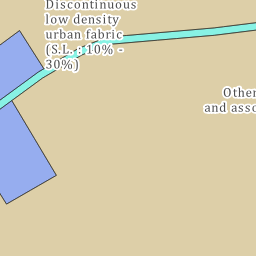 Discontinuous
low density
urban fabric
(S.L. : 10% -
30%)
Other
and asso